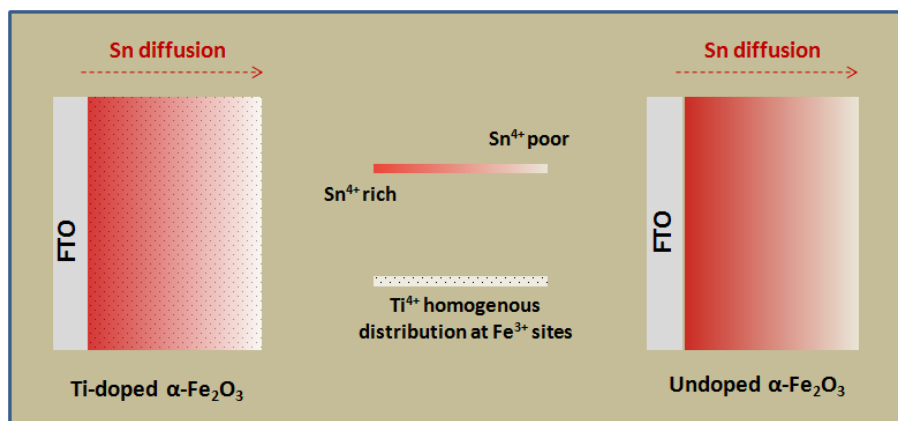 Sn diffusion
Sn diffusion
FTO
Sn⁴⁺ poor
Sn⁴⁺ rich
FTO
Ti⁴⁺ homogenous
distribution at Fe³⁺ sites
Ti-doped α-Fe₂O₃
Undoped α-Fe₂O₃